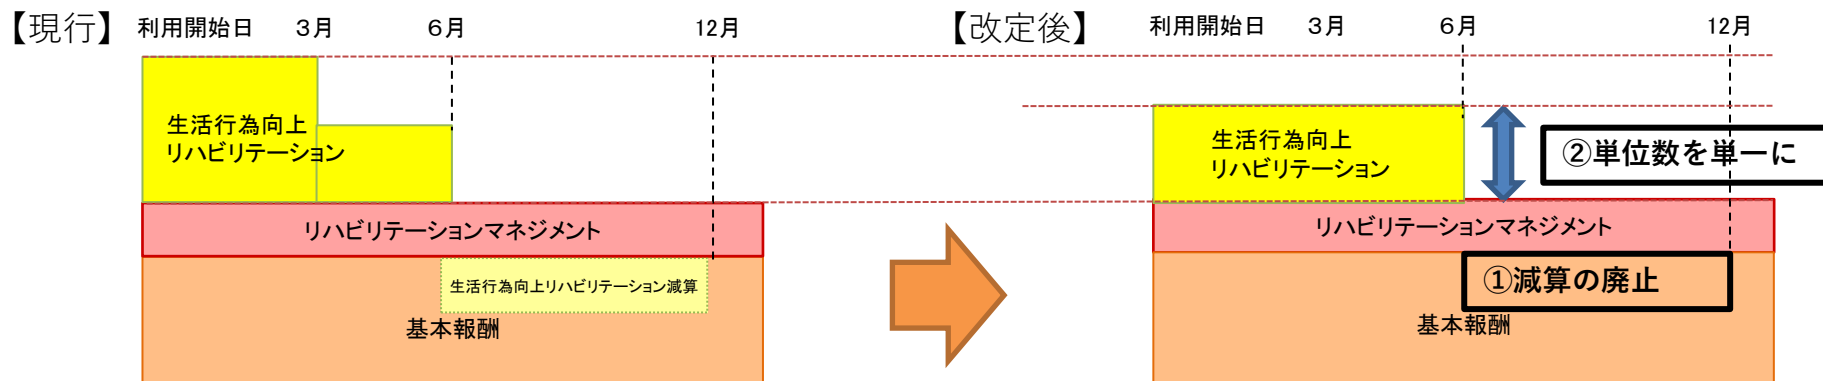 【現行】 利用開始日 3月 6月 12月
生活行為向上
リハビリテーション
リハビリテーションマネジメント
生活行為向上リハビリテーション減算
基本報酬
【改定後】 利用開始日 3月 6月 12月
生活行為向上
リハビリテーション
②単位数を単一に
リハビリテーションマネジメント
①減算の廃止
基本報酬